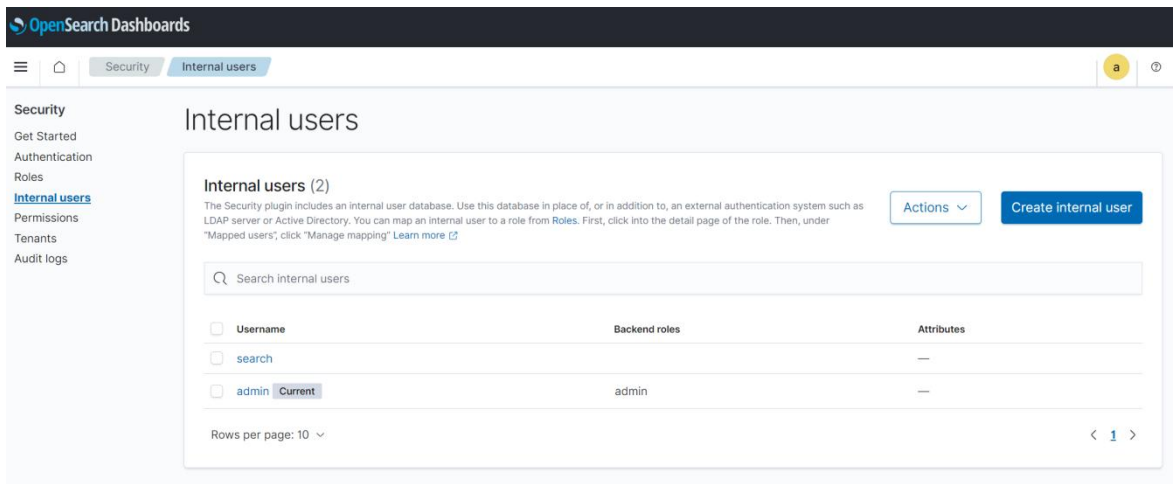 OpenSearch Dashboards
Security
Internal users
a
Security
Get Started
Authentication
Roles
Internal users
Permissions
Tenants
Audit logs
Internal users
Internal users (2)
The Security plugin includes an internal user database. Use this database in place of, or in addition to, an external authentication system such as
LDAP server or Active Directory. You can map an internal user to a role from Roles. First, click into the detail page of the role. Then, under
"Mapped users", click "Manage mapping" Learn more
Actions
Create internal user
Search internal users
Username Backend roles Attributes
search —
admin Current admin —
Rows per page: 10
< 1 >